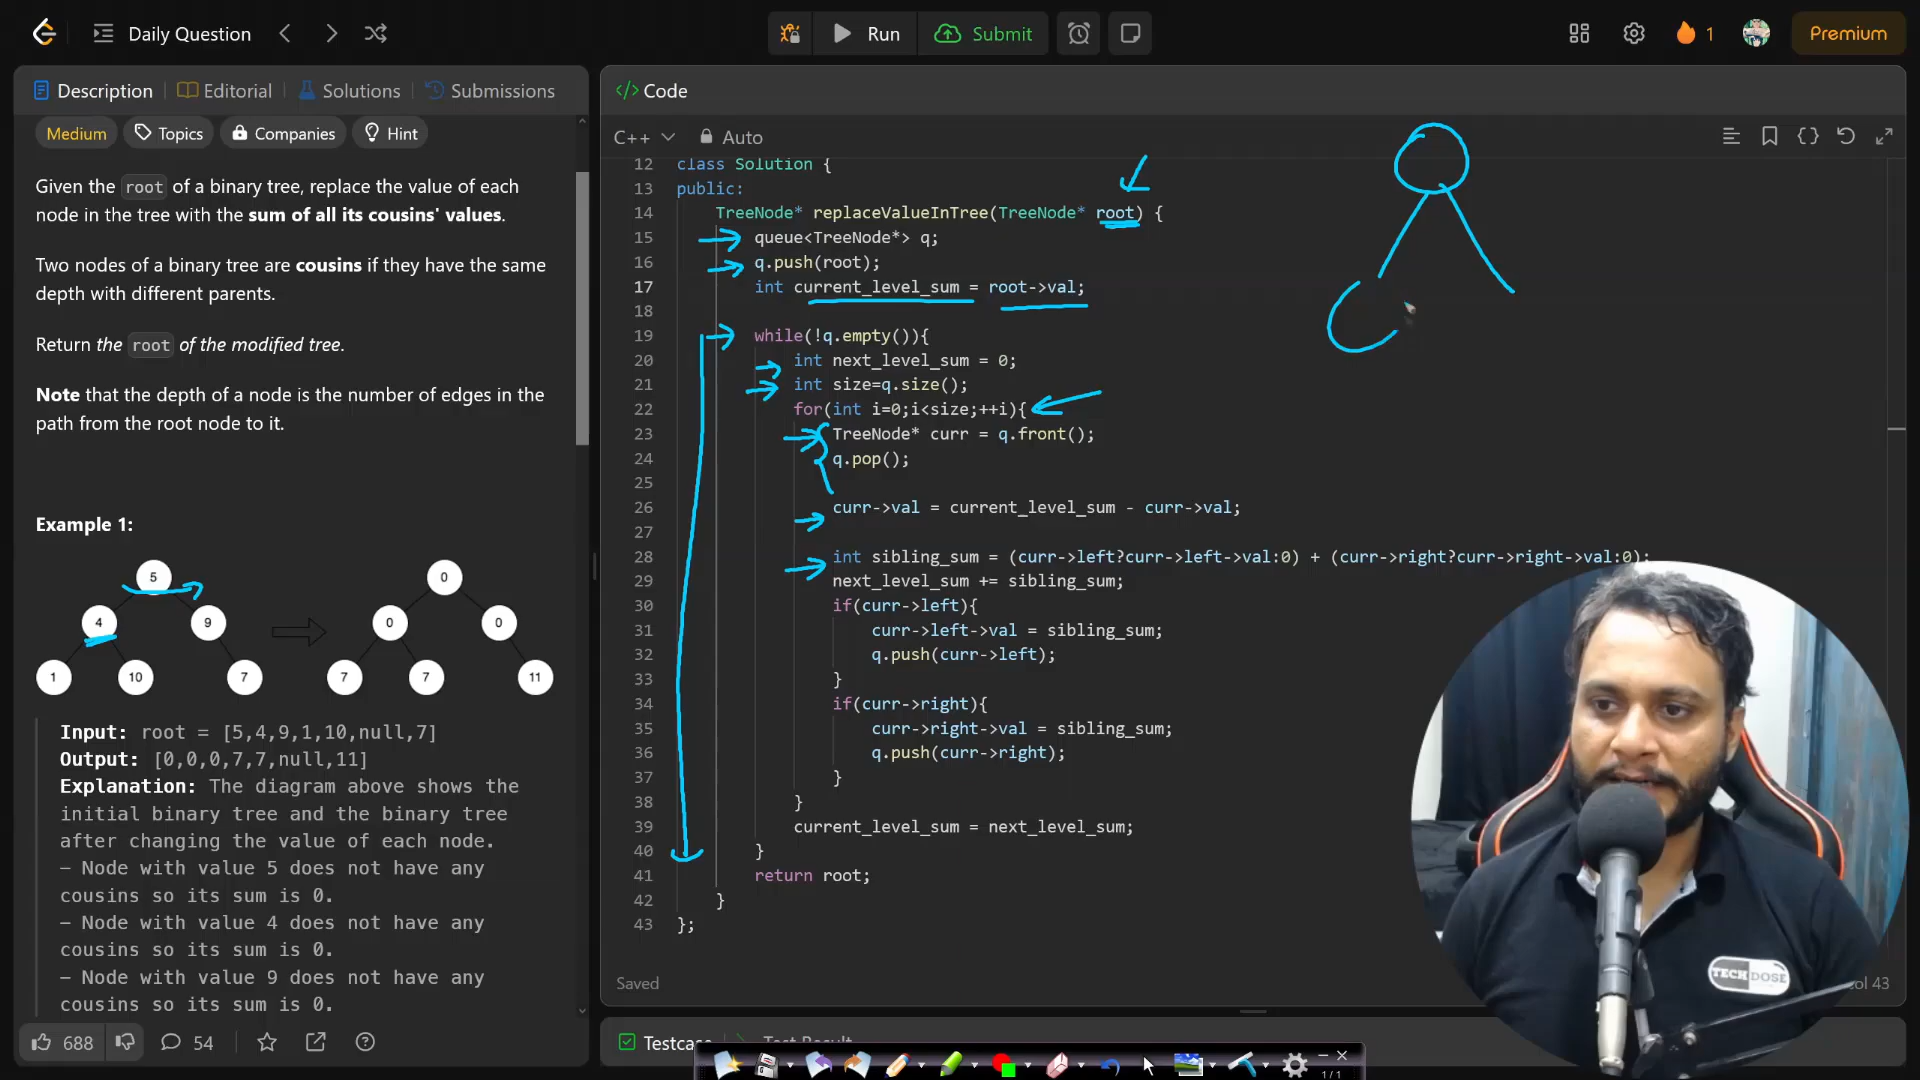 Daily Question
Run
Submit
1
Premium
Description
Editorial
Solutions
Submissions
Medium
Topics
Companies
Hint
Given the root of a binary tree, replace the value of each
node in the tree with the sum of all its cousins' values.
Two nodes of a binary tree are cousins if they have the same
depth with different parents.
Return the root of the modified tree.
Note that the depth of a node is the number of edges in the
path from the root node to it.
Example 1:
5
4
9
1
10
7
0
0
0
7
7
11
Input: root = [5,4,9,1,10,null,7]
Output: [0,0,0,7,7,null,11]
Explanation: The diagram above shows the
initial binary tree and the binary tree
after changing the value of each node.
- Node with value 5 does not have any
cousins so its sum is 0.
- Node with value 4 does not have any
cousins so its sum is 0.
- Node with value 9 does not have any
cousins so its sum is 0.
688
54
</> Code
C++
Auto
12 class Solution {
13 public:
14 TreeNode* replaceValueInTree(TreeNode* root) {
15 queue<TreeNode*> q;
16 q.push(root);
17 int current_level_sum = root->val;
18
19 while(!q.empty()){
20 int next_level_sum = 0;
21 int size=q.size();
22 for(int i=0;i<size;++i){
23 TreeNode* curr = q.front();
24 q.pop();
25
26 curr->val = current_level_sum - curr->val;
27
28 int sibling_sum = (curr->left?curr->left->val:0) + (curr->right?curr->right->val:0);
29 next_level_sum += sibling_sum;
30 if(curr->left){
31 curr->left->val = sibling_sum;
32 q.push(curr->left);
33 }
34 if(curr->right){
35 curr->right->val = sibling_sum;
36 q.push(curr->right);
37 }
38 }
39 current_level_sum = next_level_sum;
40 }
41 return root;
42 }
43 };
Saved
col 43
TECH DOSE
Testcase
1/1